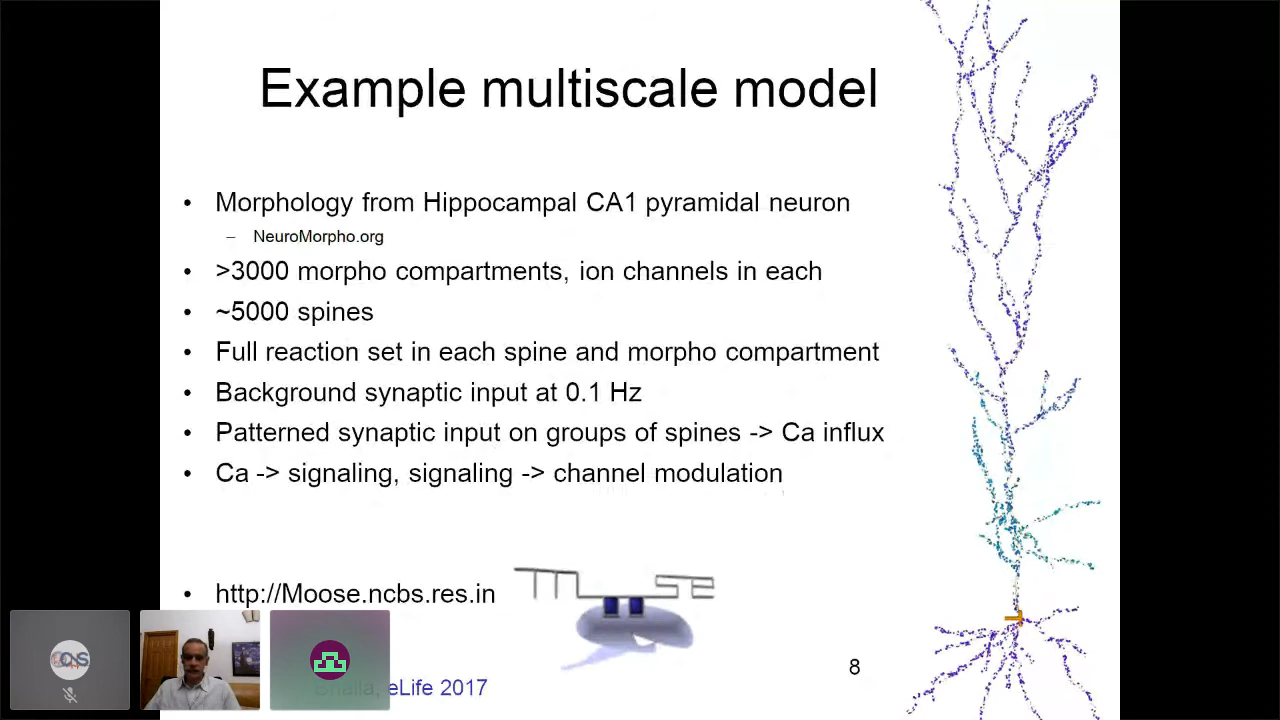 Example multiscale model
• Morphology from Hippocampal CA1 pyramidal neuron
– NeuroMorpho.org
• >3000 morpho compartments, ion channels in each
• ~5000 spines
• Full reaction set in each spine and morpho compartment
• Background synaptic input at 0.1 Hz
• Patterned synaptic input on groups of spines -> Ca influx
• Ca -> signaling, signaling -> channel modulation
• http://Moose.ncbs.res.in
moose
8
Bhalla, eLife 2017